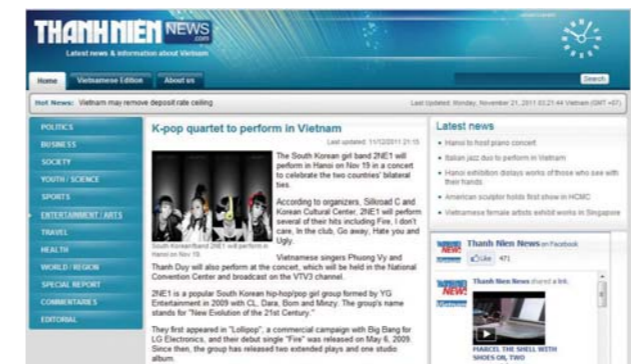 THANH NIEN NEWS
.com
Latest news & information about Vietnam
Home Vietnamese Edition About us
Search
Hot News: Vietnam may remove deposit rate ceiling
Last Updated: Monday, November 21, 2011 03:21:44 Vietnam (GMT +07)
POLITICS
BUSINESS
SOCIETY
YOUTH / SCIENCE
SPORTS
ENTERTAINMENT / ARTS
TRAVEL
HEALTH
WORLD / REGION
SPECIAL REPORT
COMMENTARIES
EDITORIAL
K-pop quartet to perform in Vietnam
Last updated: 11/12/2011 21:15
The South Korean girl band 2NE1 will
perform in Hanoi on Nov 19 in a concert
to celebrate the two countries' bilateral
ties.
According to organizers, Silkroad C and
Korean Cultural Center, 2NE1 will perform
several of their hits including Fire, I don't
care, In the club, Go away, Hate you and
Ugly.
South Korean band 2NE1 will perform in
Hanoi on Nov 19.
Vietnamese singers Phuong Vy and
Thanh Duy will also perform at the concert, which will be held in the National
Convention Center and broadcast on the VTV3 channel.
2NE1 is a popular South Korean hip-hop/pop girl group formed by YG
Entertainment in 2009 with CL, Dara, Bom and Minzy. The group's name
stands for "New Evolution of the 21st Century."
They first appeared in "Lollipop", a commercial campaign with Big Bang for
LG Electronics, and their debut single "Fire" was released on May 6, 2009.
Since then, the group has released two extended plays and one studio
album.
Latest news
Hanoi to host piano concert
Italian jazz duo to perform in Vietnam
Hanoi exhibition dislays works of those who see with
their hands
American sculptor holds first show in HCMC
Vietnamese female artists exhibit works in Singapore
Thanh Nien News on Facebook
Like 471
Thanh Nien News shared a link.
MARCEL THE SHELL WITH
SHOES ON, TWO